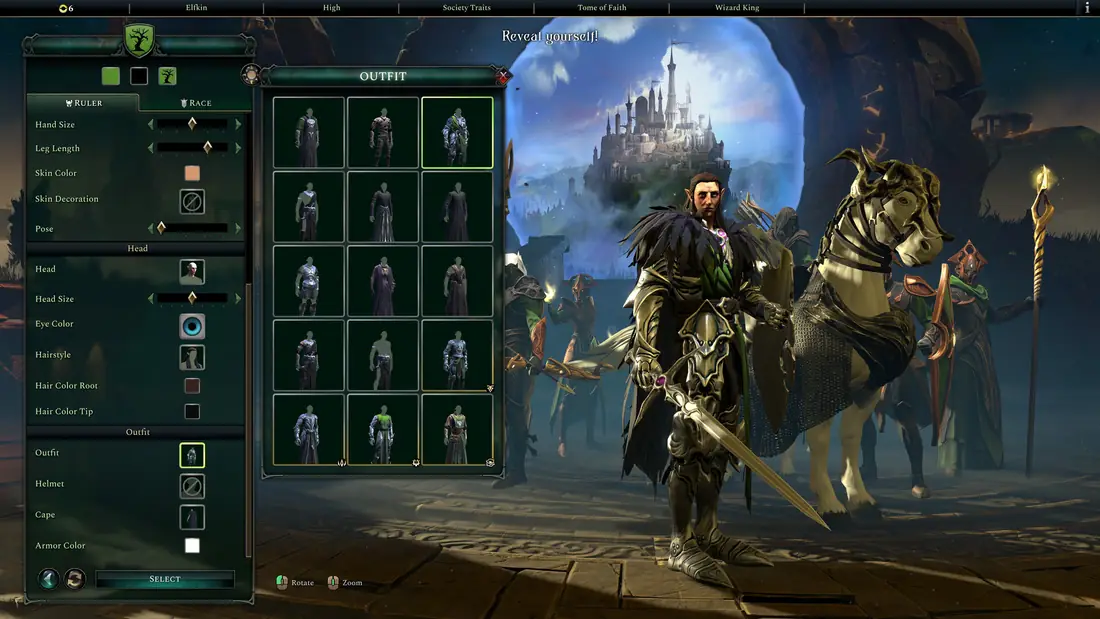 6 Elfkin High Society Traits Tome of Faith Wizard King
Reveal yourself!
OUTFIT
RULER RACE
Hand Size
Leg Length
Skin Color
Skin Decoration
Pose
Head
Head
Head Size
Eye Color
Hairstyle
Hair Color Root
Hair Color Tip
Outfit
Outfit
Helmet
Cape
Armor Color
SELECT
Rotate Zoom